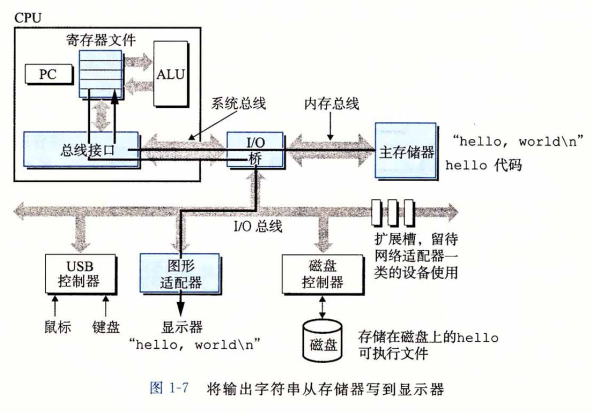 CPU
寄存器文件
PC
ALU
系统总线
内存总线
总线接口
I/O
桥
主存储器
“hello, world\n”
hello 代码
I/O 总线
扩展槽，留待
网络适配器一
类的设备使用
USB
控制器
图形
适配器
磁盘
控制器
鼠标
键盘
显示器
“hello, world\n”
磁盘
存储在磁盘上的hello
可执行文件
图 1-7 将输出字符串从存储器写到显示器